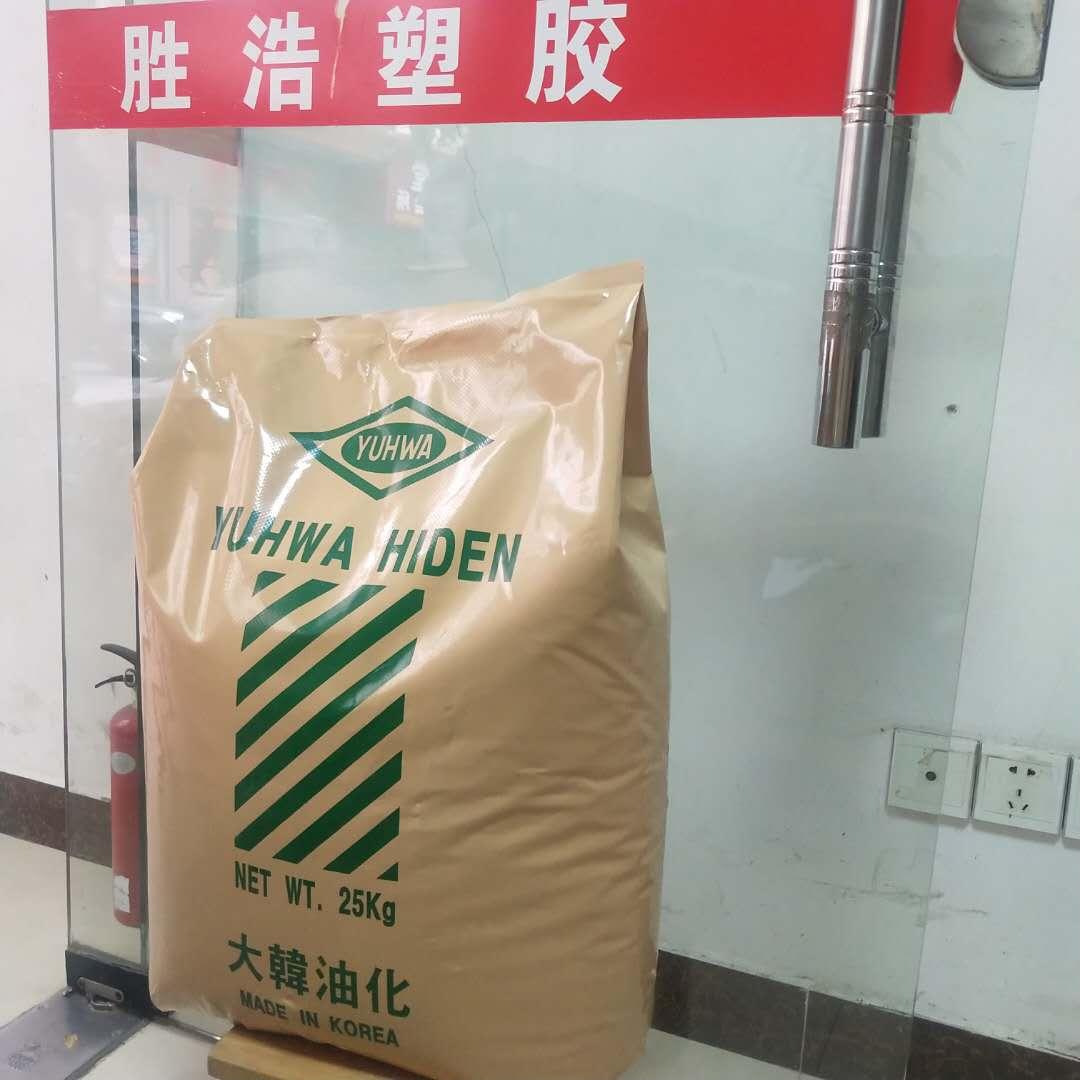 胜浩塑胶
YUHWA
YUHWA HIDEN
NET WT. 25Kg
大韓油化
MADE IN KOREA